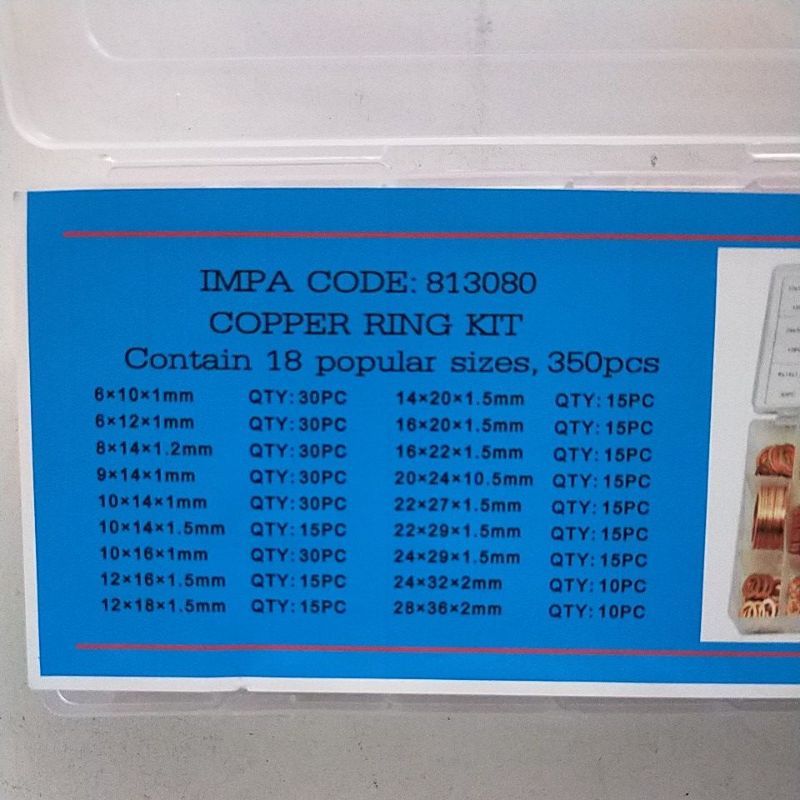 IMPA CODE: 813080
COPPER RING KIT
Contain 18 popular sizes, 350pcs
6×10×1mm QTY: 30PC 14×20×1.5mm QTY: 15PC
6×12×1mm QTY: 30PC 16×20×1.5mm QTY: 15PC
8×14×1.2mm QTY: 30PC 16×22×1.5mm QTY: 15PC
9×14×1mm QTY: 30PC 20×24×10.5mm QTY: 15PC
10×14×1mm QTY: 30PC 22×27×1.5mm QTY: 15PC
10×14×1.5mm QTY: 15PC 22×29×1.5mm QTY: 15PC
10×16×1mm QTY: 30PC 24×29×1.5mm QTY: 15PC
12×16×1.5mm QTY: 15PC 24×32×2mm QTY: 10PC
12×18×1.5mm QTY: 15PC 28×36×2mm QTY: 10PC